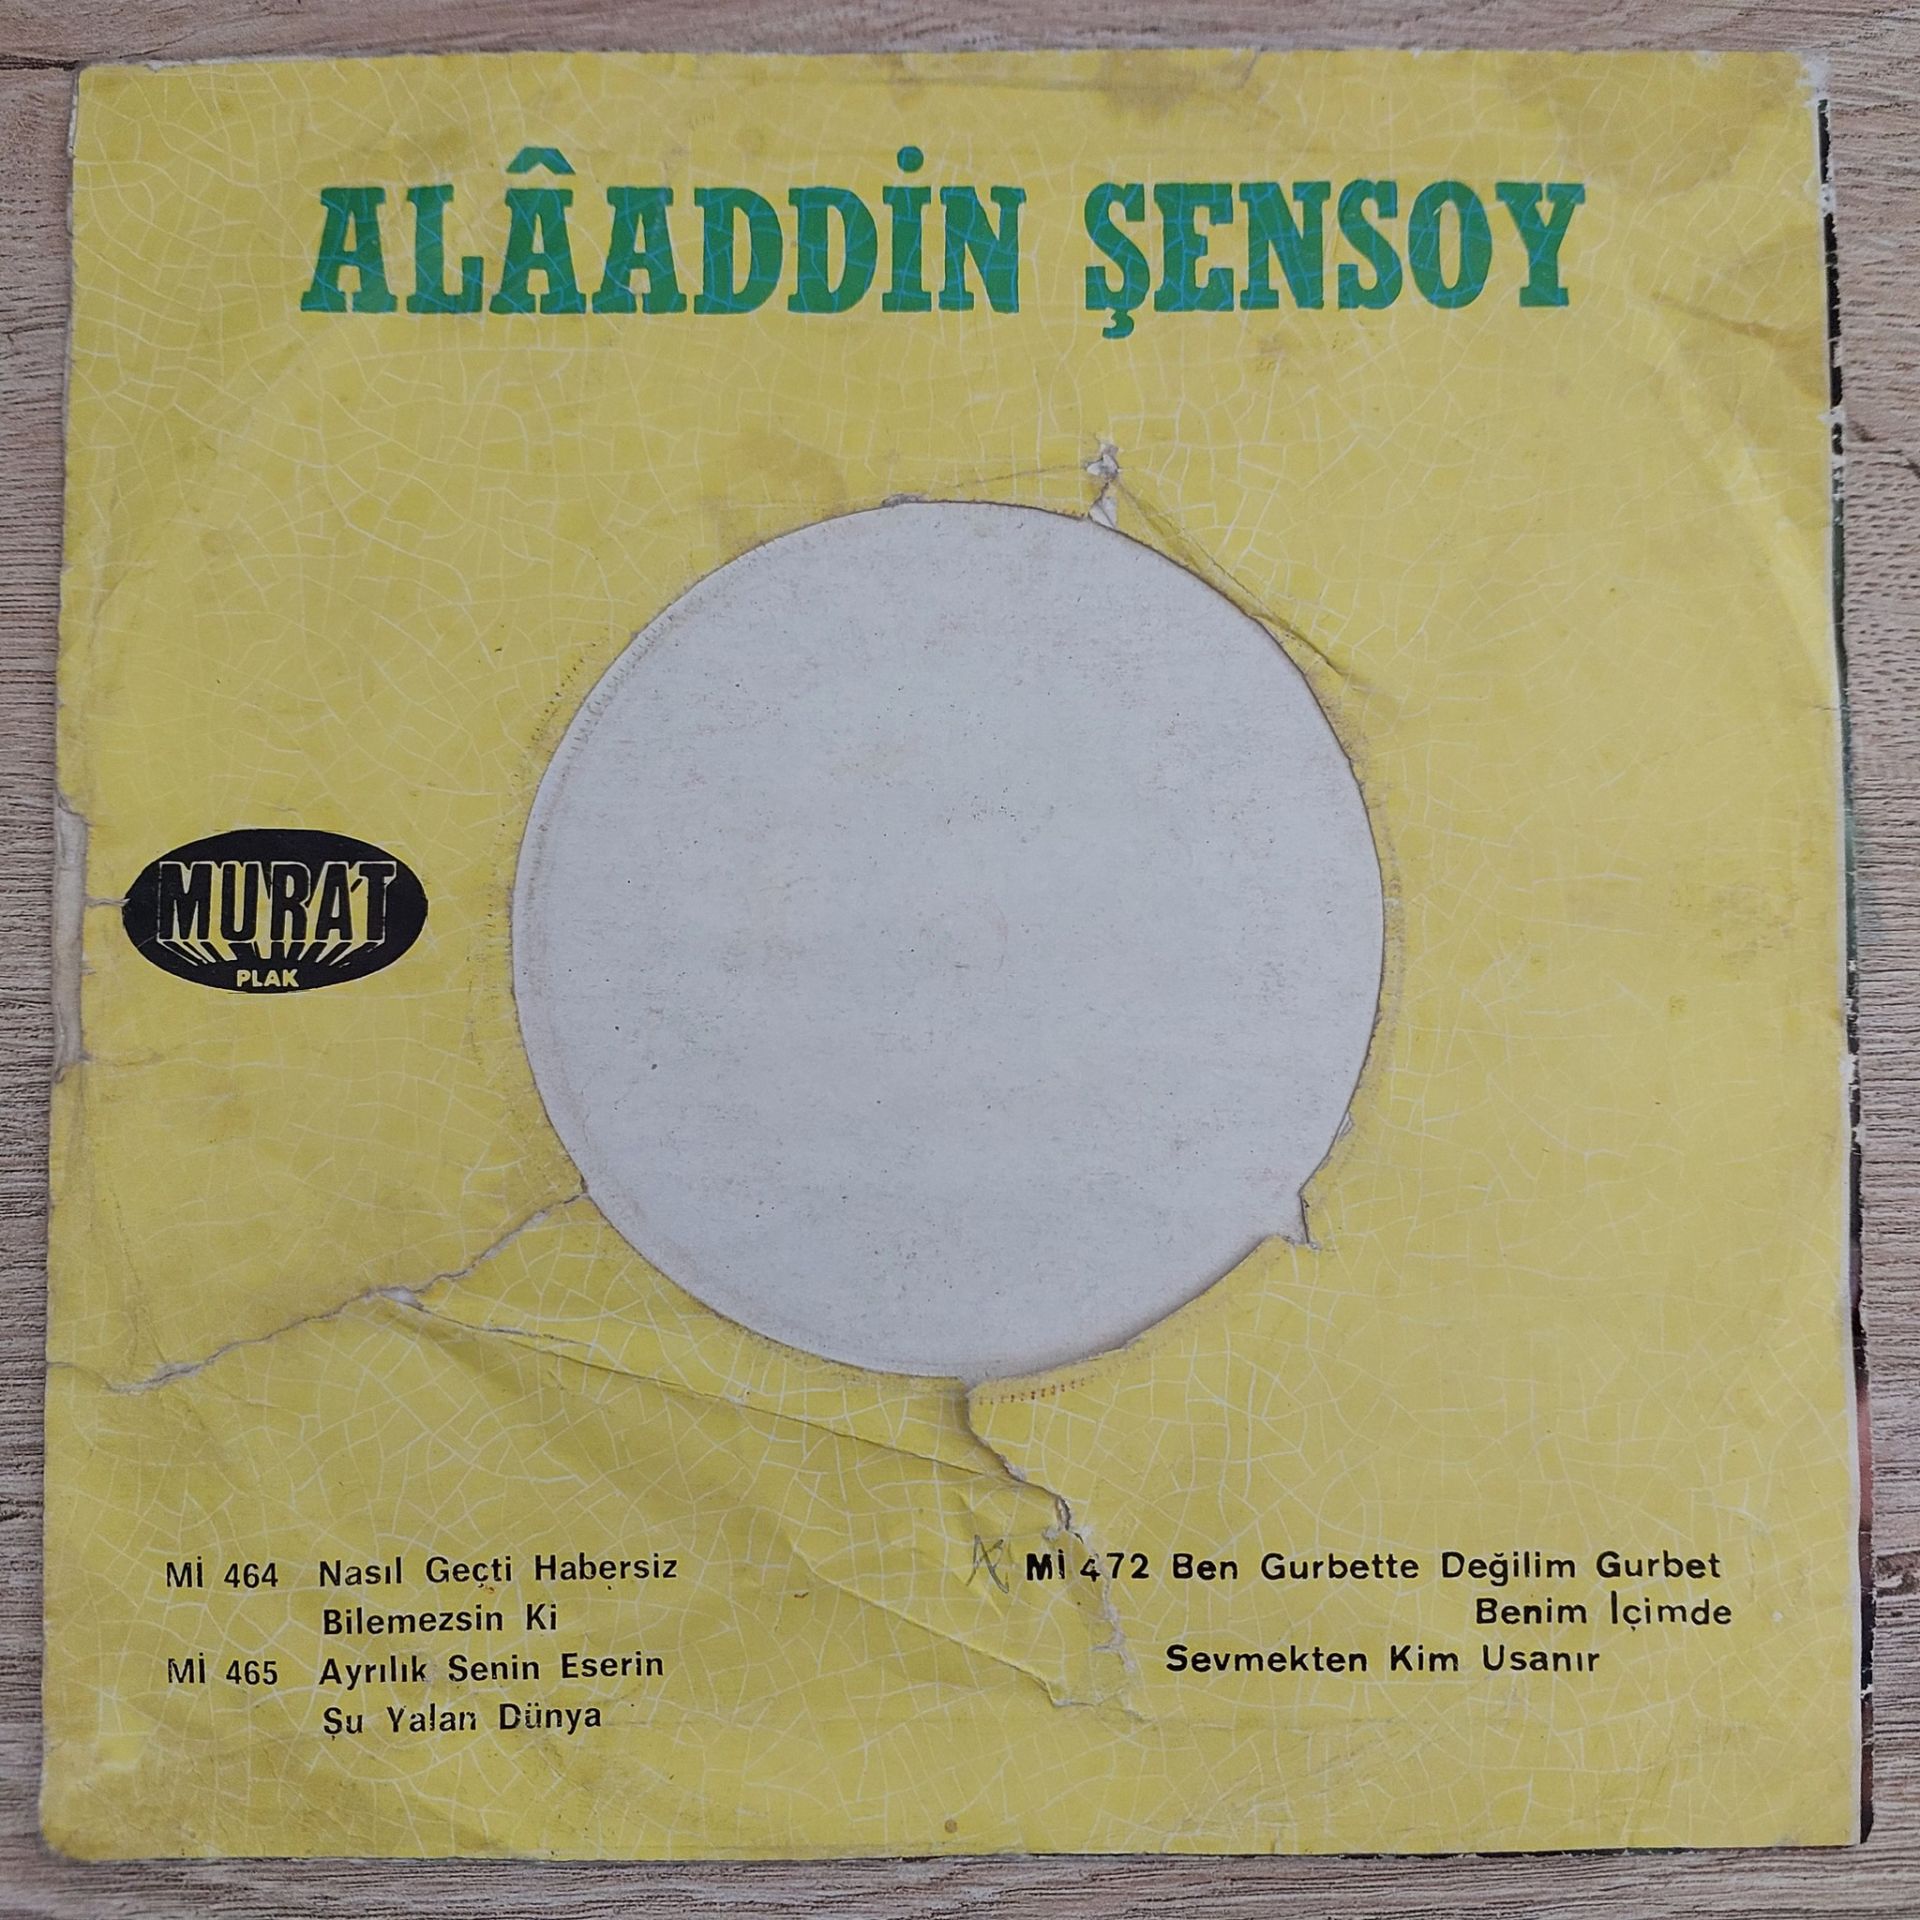 ALÂADDİN ŞENSOY
MURAT
PLAK
Mİ 464 Nasıl Geçti Habersiz
Bilemezsin Ki
Mİ 465 Ayrılık Senin Eserin
Şu Yalan Dünya
Mİ 472 Ben Gurbette Değilim Gurbet
Benim İçimde
Sevmekten Kim Usanır